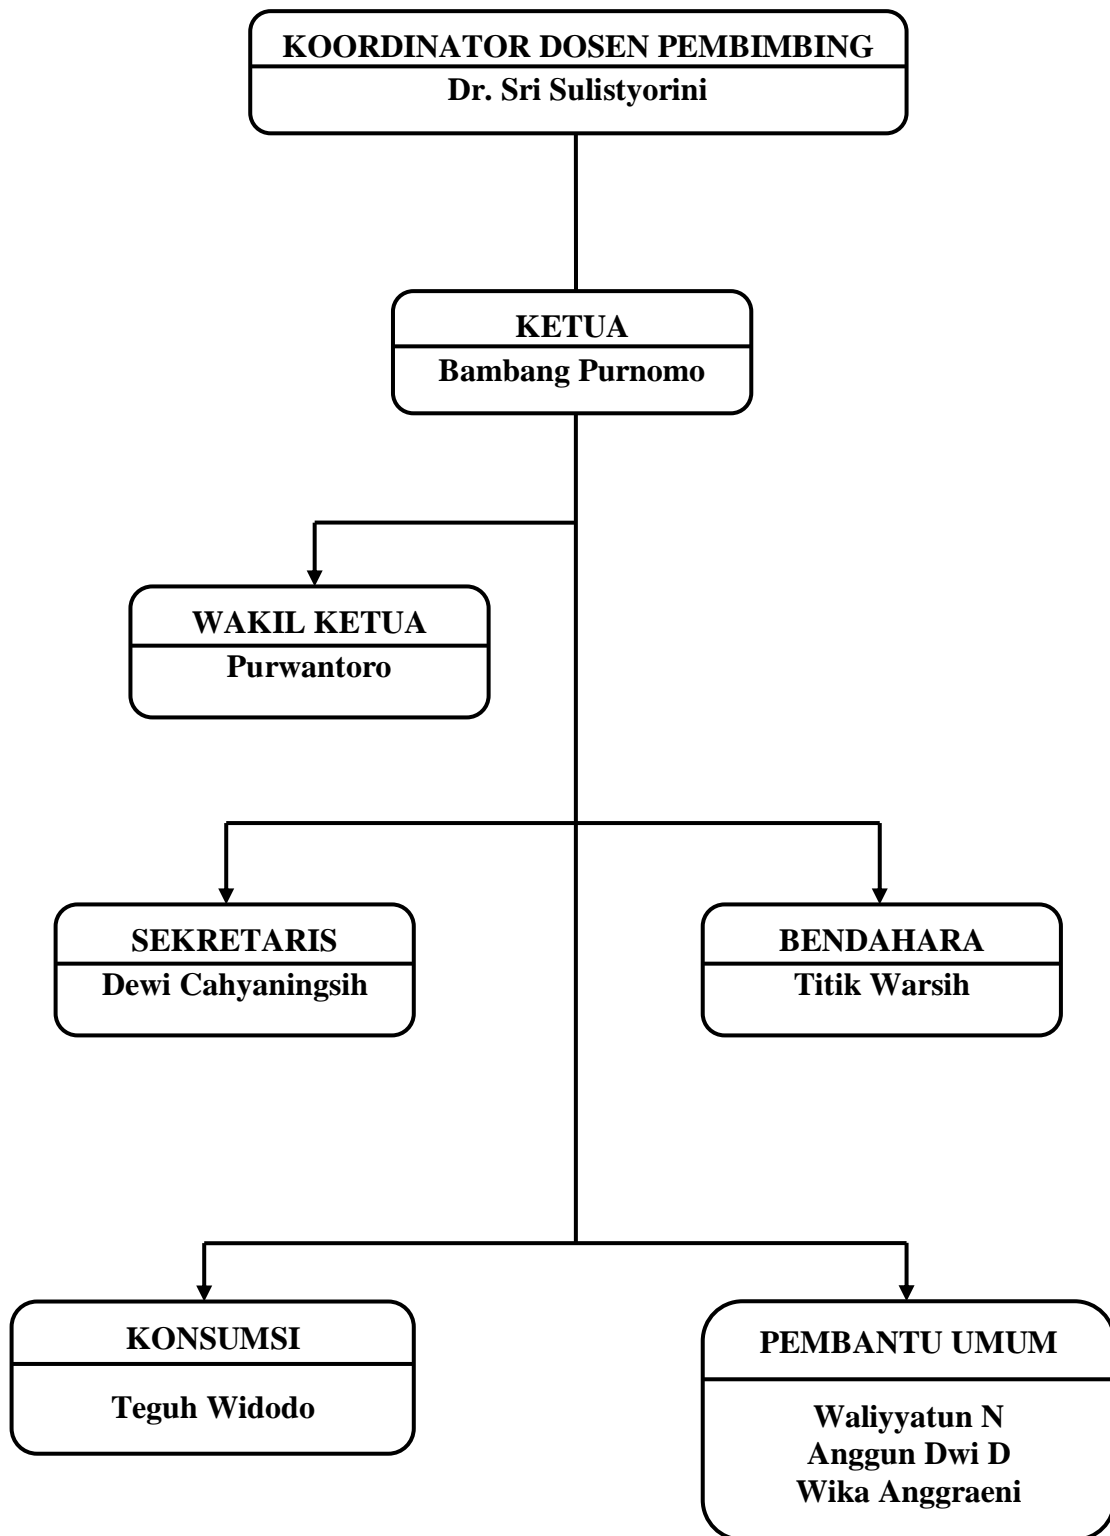 KOORDINATOR DOSEN PEMBIMBING
Dr. Sri Sulistyorini
KETUA
Bambang Purnomo
WAKIL KETUA
Purwantoro
SEKRETARIS
Dewi Cahyaningsih
BENDAHARA
Titik Warsih
KONSUMSI
Teguh Widodo
PEMBANTU UMUM
Waliyyatun N
Anggun Dwi D
Wika Anggraeni